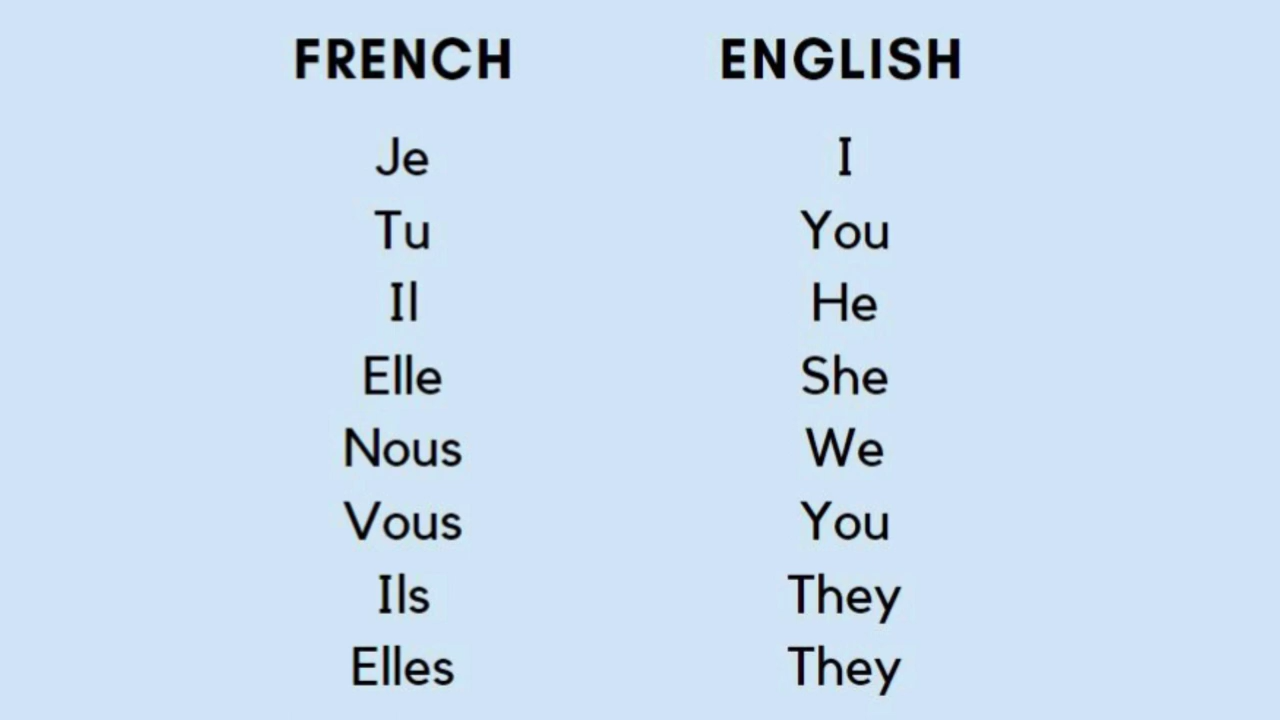 FRENCH ENGLISH
Je I
Tu You
Il He
Elle She
Nous We
Vous You
Ils They
Elles They